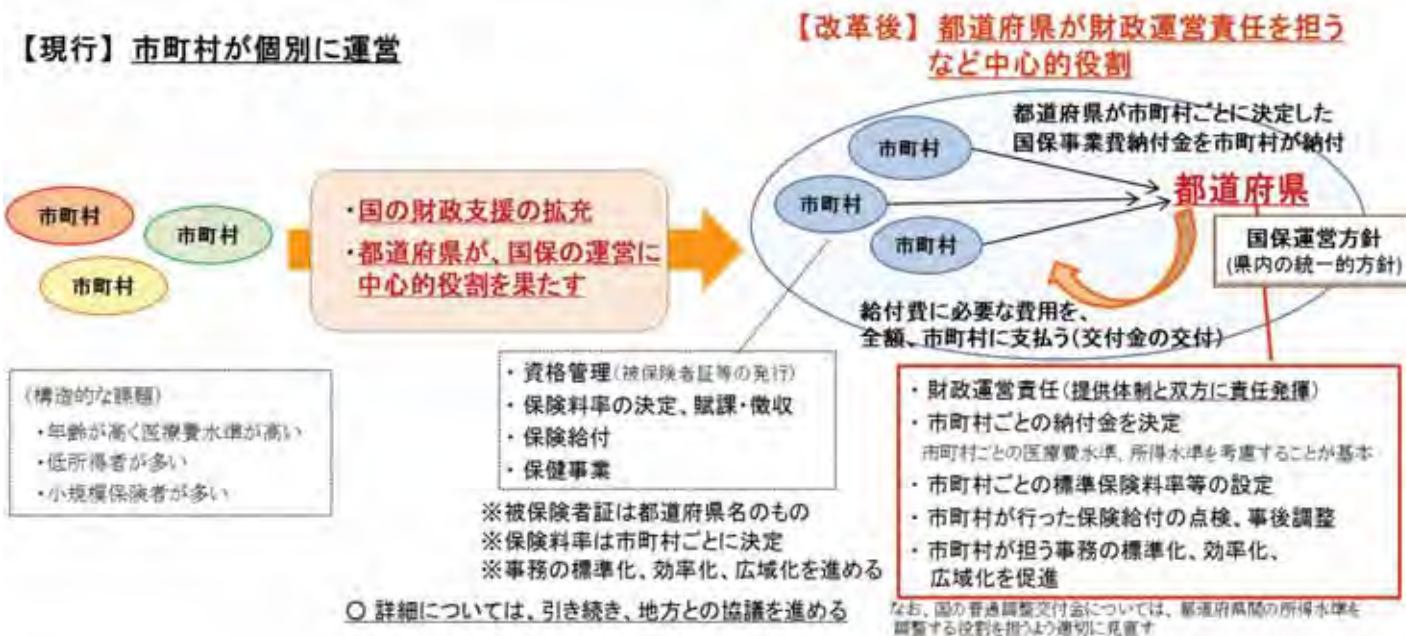 【現行】 市町村が個別に運営
【改革後】 都道府県が財政運営責任を担う
など中心的役割
市町村
市町村
市町村
・国の財政支援の拡充
・都道府県が、国保の運営に
中心的役割を果たす
都道府県が市町村ごとに決定した
国保事業費納付金を市町村が納付
市町村
市町村
市町村
都道府県
国保運営方針
(県内の統一的方針)
給付費に必要な費用を、
全額、市町村に支払う(交付金の交付)
(構造的な課題)
・年齢が高く医療費水準が高い
・低所得者が多い
・小規模保険者が多い
・ 資格管理(被保険者証等の発行)
・ 保険料率の決定、賦課・徴収
・ 保険給付
・ 保健事業
※被保険者証は都道府県名のもの
※保険料率は市町村ごとに決定
※事務の標準化、効率化、広域化を進める
・ 財政運営責任(提供体制と双方に責任発揮)
・ 市町村ごとの納付金を決定
市町村ごとの医療費水準、所得水準を考慮することが基本
・ 市町村ごとの標準保険料率等の設定
・ 市町村が行った保険給付の点検、事後調整
・ 市町村が担う事務の標準化、効率化、
広域化を促進
○ 詳細については、引き続き、地方との協議を進める
なお、国の普通調整交付金については、都道府県間の所得水準を
調整する役割を担うよう適切に見直す